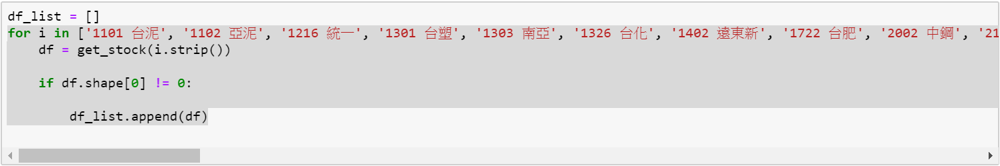 df_list = []
for i in ['1101 台泥', '1102 亞泥', '1216 統一', '1301 台塑', '1303 南亞', '1326 台化', '1402 遠東新', '1722 台肥', '2002 中鋼', '21
df = get_stock(i.strip())
if df.shape[0] != 0:
df_list.append(df)